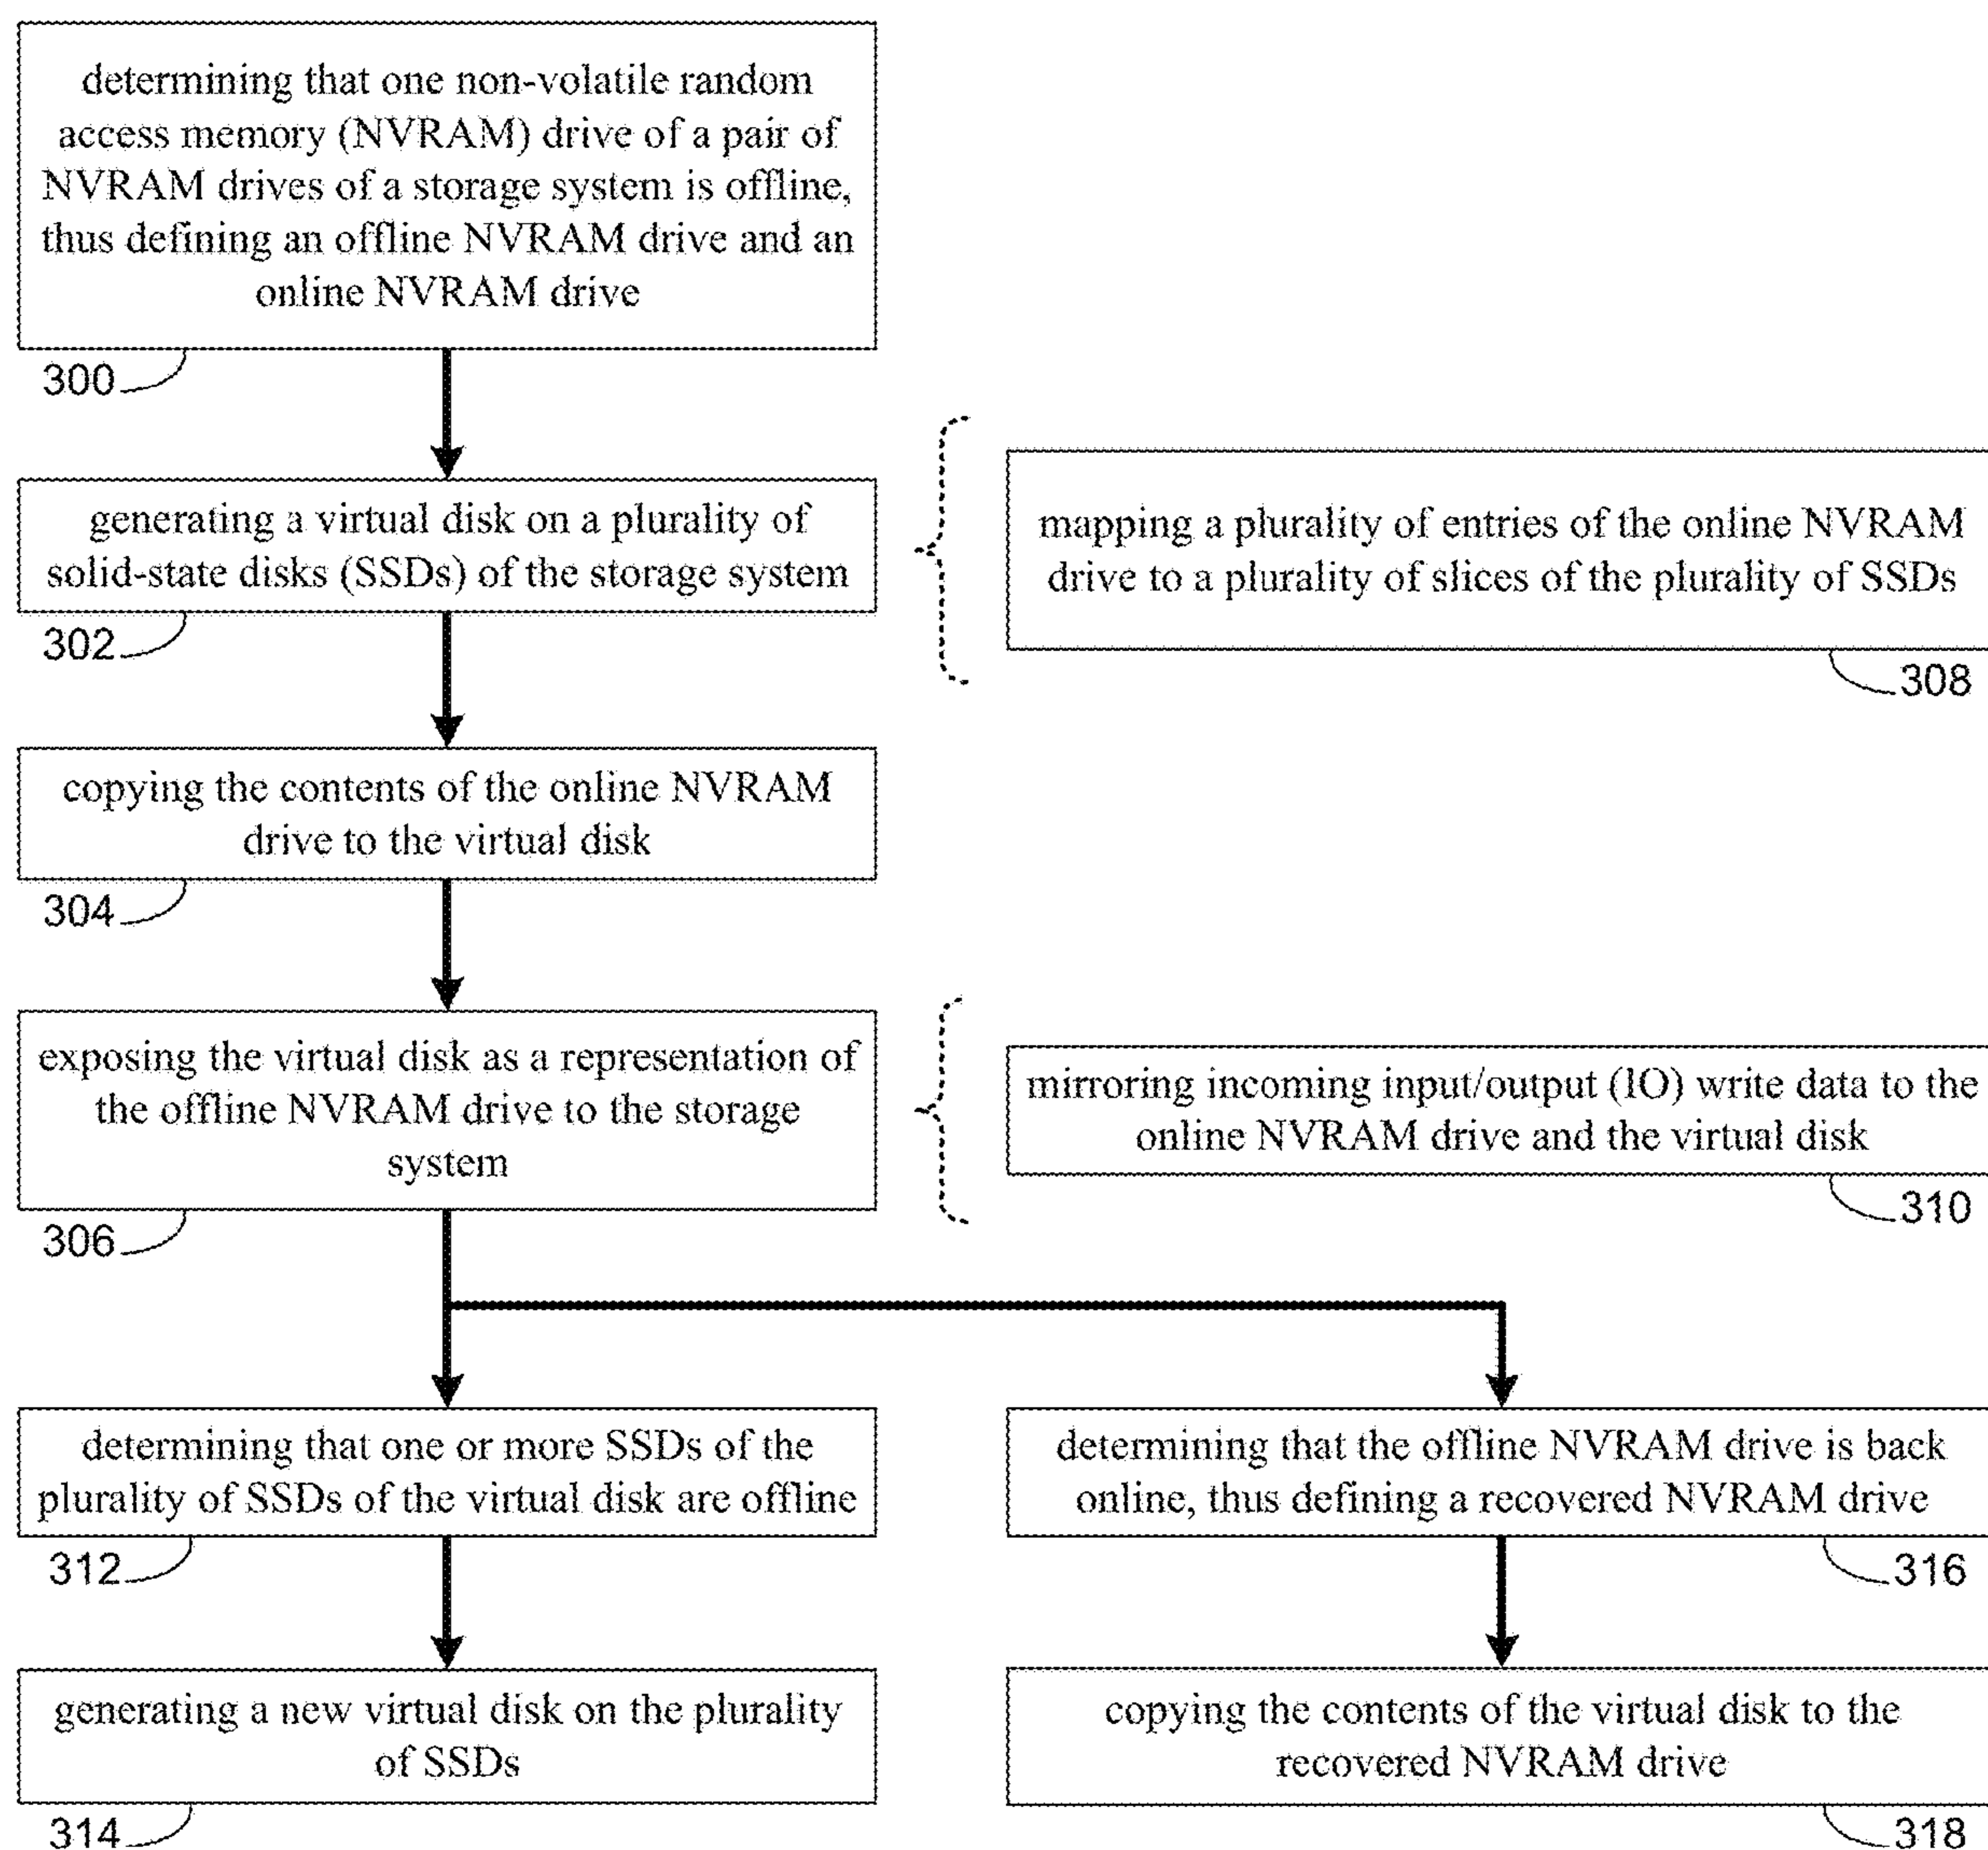 determining that one non-volatile random
access memory (NVRAM) drive of a pair of
NVRAM drives of a storage system is offline,
thus defining an offline NVRAM drive and an
online NVRAM drive
300
generating a virtual disk on a plurality of
solid-state disks (SSDs) of the storage system
302
mapping a plurality of entries of the online NVRAM
drive to a plurality of slices of the plurality of SSDs
308
copying the contents of the online NVRAM
drive to the virtual disk
304
exposing the virtual disk as a representation of
the offline NVRAM drive to the storage
system
306
mirroring incoming input/output (IO) write data to the
online NVRAM drive and the virtual disk
310
determining that one or more SSDs of the
plurality of SSDs of the virtual disk are offline
312
determining that the offline NVRAM drive is back
online, thus defining a recovered NVRAM drive
316
generating a new virtual disk on the plurality
of SSDs
314
copying the contents of the virtual disk to the
recovered NVRAM drive
318